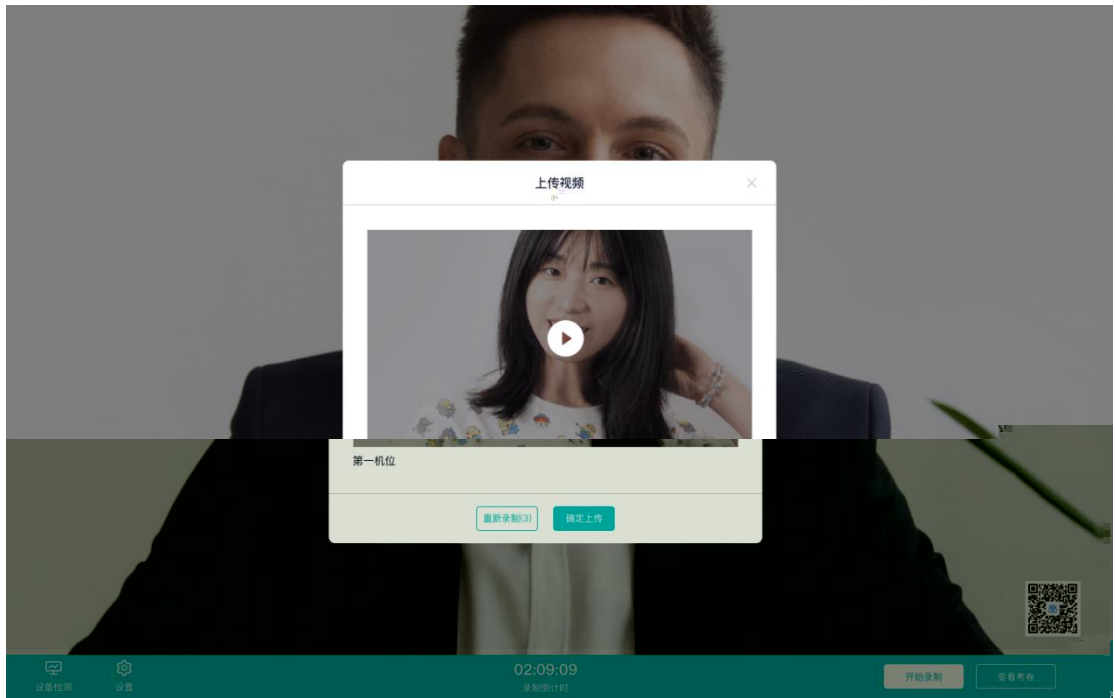 上传视频
第一机位
重新录制(3)
确定上传
02:09:09
设备检测
设置
录制倒计时
开始录制
查看考卷